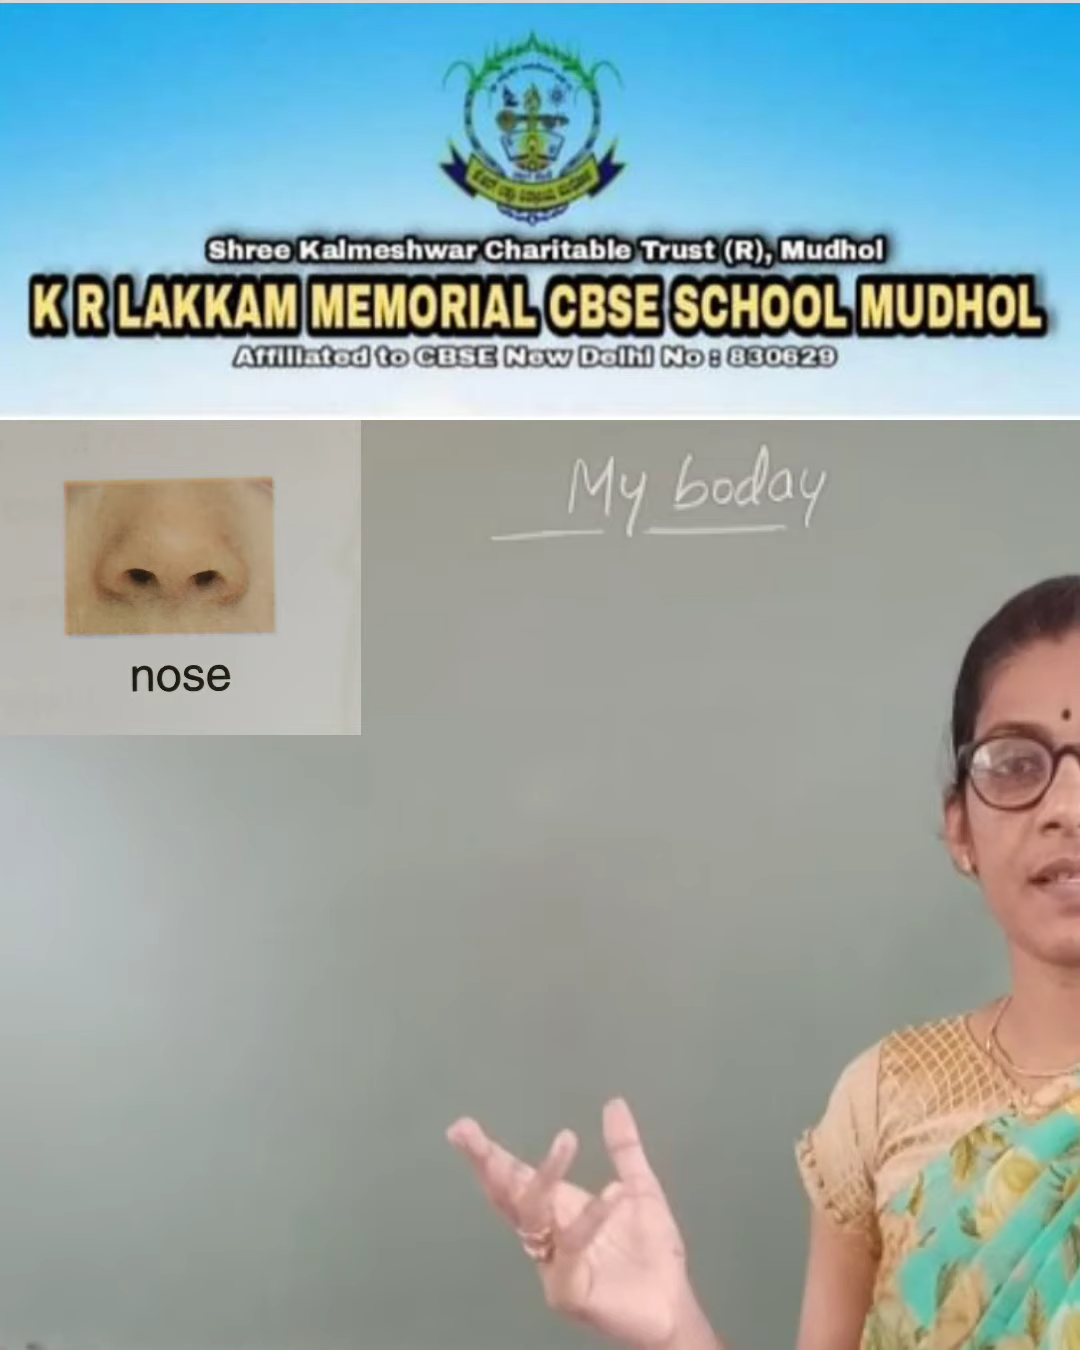 Shree Kalmeshwar Charitable Trust (R), Mudhol
K R LAKKAM MEMORIAL CBSE SCHOOL MUDHOL
Affiliated to CBSE New Delhi No : 830629
My boday
nose